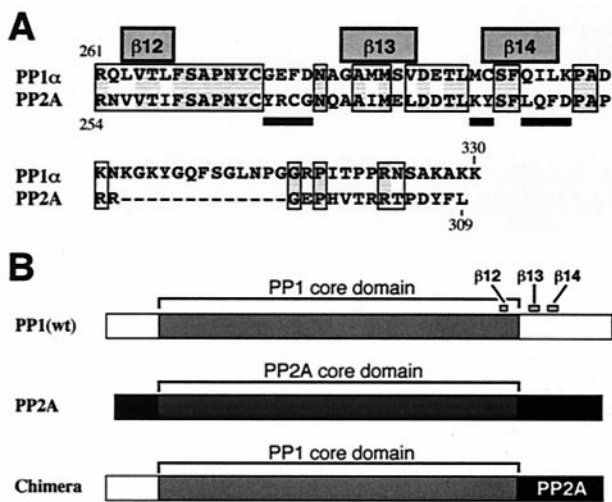 A
β12 β13 β14
261
PP1α RQLVTLFSAPNYCGEFDNAGAMMSVDETLMCSFQILKPAD
PP2A RNVVTIFSAPNYCYRCGNQAAIMELDDTLKYSFLQFDPAP
254
330
PP1α KNKGKYGQFSGLNPGGRPITPPRNSAKAKK
PP2A RR---------------GEPHVTRRTPDYFL
309
B
PP1 core domain β12 β13 β14
PP1(wt)
PP2A core domain
PP2A
PP1 core domain
Chimera PP2A